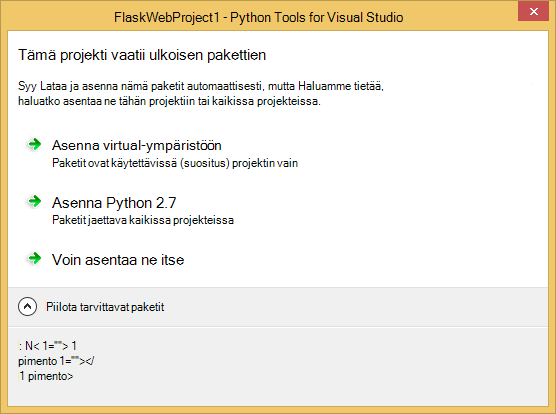 FlaskWebProject1 - Python Tools for Visual Studio
Tämä projekti vaatii ulkoisen pakettien
Syy Lataa ja asenna nämä paketit automaattisesti, mutta Haluamme tietää,
haluatko asentaa ne tähän projektiin tai kaikissa projekteissa.
Asenna virtual-ympäristöön
Paketit ovat käytettävissä (suositus) projektin vain
Asenna Python 2.7
Paketit jaettava kaikissa projekteissa
Voin asentaa ne itse
Piilota tarvittavat paketit
: N< 1=""> 1
pimento 1=""></
1 pimento>